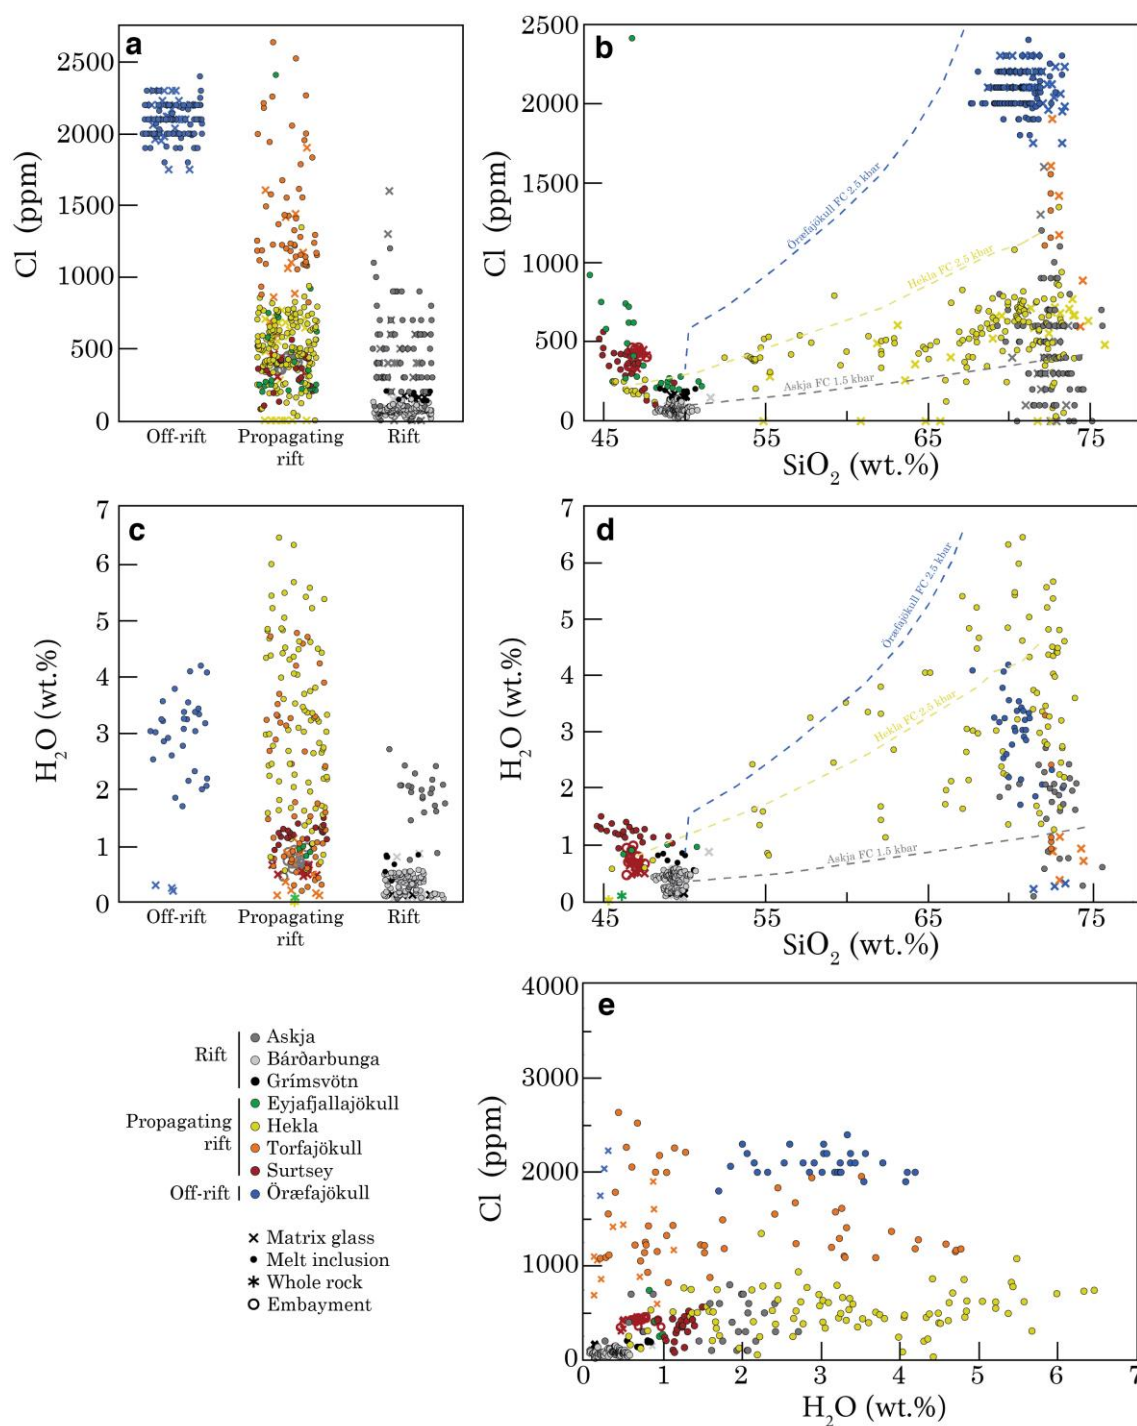 a
2500
2000
1500
1000
500
0
Cl (ppm)
Off-rift
Propagating
rift
Rift
b
2500
2000
1500
1000
500
0
Cl (ppm)
Öræfajökull FC 2.5 kbar
Hekla FC 2.5 kbar
Askja FC 1.5 kbar
45
55
65
75
SiO2 (wt.%)
c
7
6
5
4
3
2
1
0
H2O (wt.%)
Off-rift
Propagating
rift
Rift
d
7
6
5
4
3
2
1
0
H2O (wt.%)
Öræfajökull FC 2.5 kbar
Hekla FC 2.5 kbar
Askja FC 1.5 kbar
45
55
65
75
SiO2 (wt.%)
Rift
Askja
Bárðarbunga
Grímsvötn
Propagating
rift
Eyjafjallajökull
Hekla
Torfajökull
Surtsey
Off-rift
Öræfajökull
Matrix glass
Melt inclusion
Whole rock
Embayment
e
4000
3000
2000
1000
0
Cl (ppm)
0
1
2
3
4
5
6
7
H2O (wt.%)